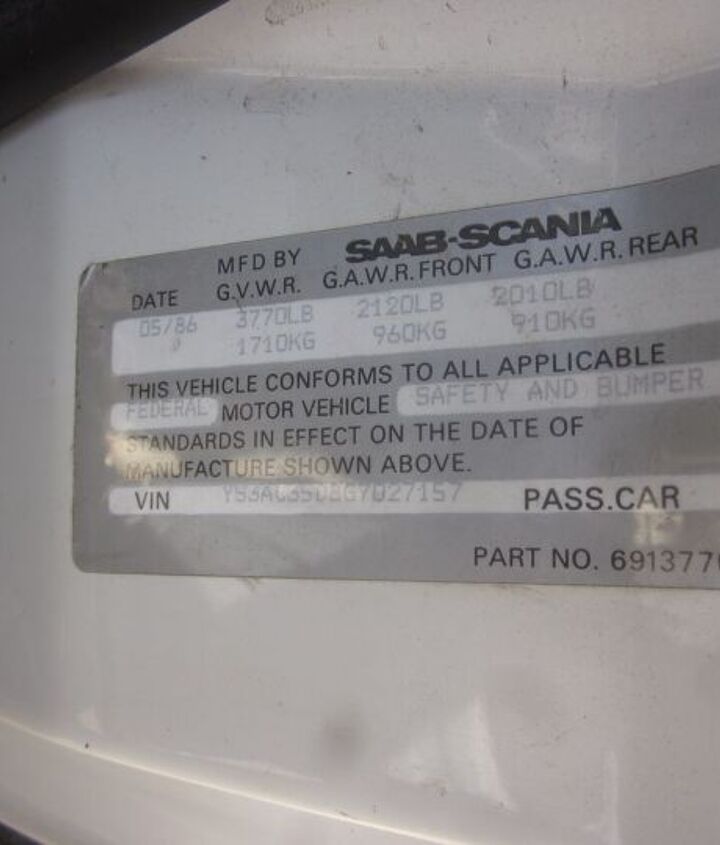 MFD BY SAAB-SCANIA
DATE G.V.W.R. G.A.W.R. FRONT G.A.W.R. REAR
05/86 3770LB 2120LB 2010LB
1710KG 960KG 910KG
THIS VEHICLE CONFORMS TO ALL APPLICABLE
FEDERAL MOTOR VEHICLE SAFETY AND BUMPER
STANDARDS IN EFFECT ON THE DATE OF
MANUFACTURE SHOWN ABOVE.
VIN PASS.CAR
PART NO.